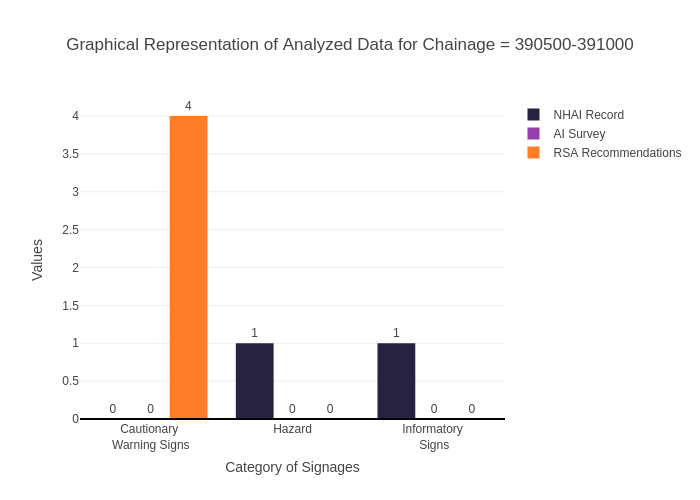 Graphical Representation of Analyzed Data for Chainage = 390500-391000
NHAI Record
AI Survey
RSA Recommendations
Values
4
3.5
3
2.5
2
1.5
1
0.5
0
0
0
4
1
0
0
1
0
0
Cautionary
Warning Signs
Hazard
Informatory
Signs
Category of Signages